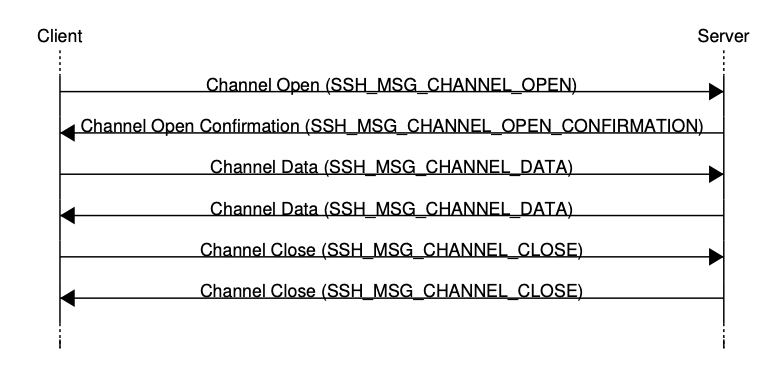 Client
Server
Channel Open (SSH_MSG_CHANNEL_OPEN)
Channel Open Confirmation (SSH_MSG_CHANNEL_OPEN_CONFIRMATION)
Channel Data (SSH_MSG_CHANNEL_DATA)
Channel Data (SSH_MSG_CHANNEL_DATA)
Channel Close (SSH_MSG_CHANNEL_CLOSE)
Channel Close (SSH_MSG_CHANNEL_CLOSE)